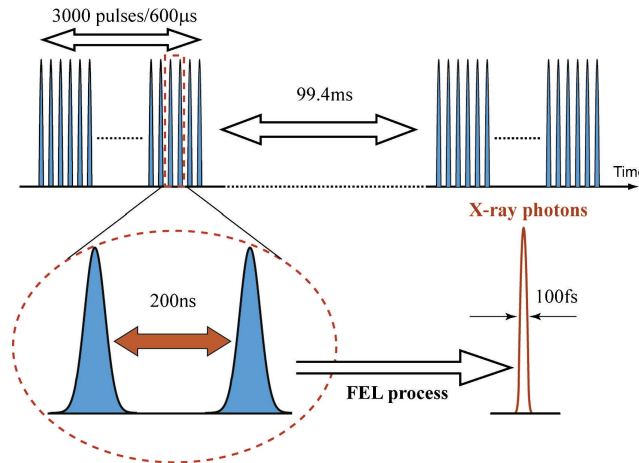 3000 pulses/600μs
99.4ms
Time
X-ray photons
200ns
100fs
FEL process